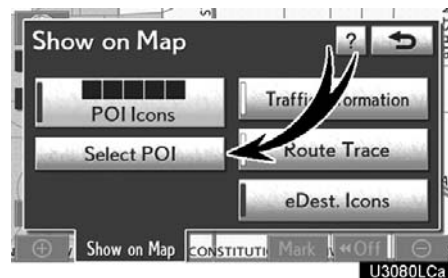 Show on Map
?
POI Icons
Select POI
Route Trace
eDest. Icons
Show on Map
Mark
Off
U3080LCa